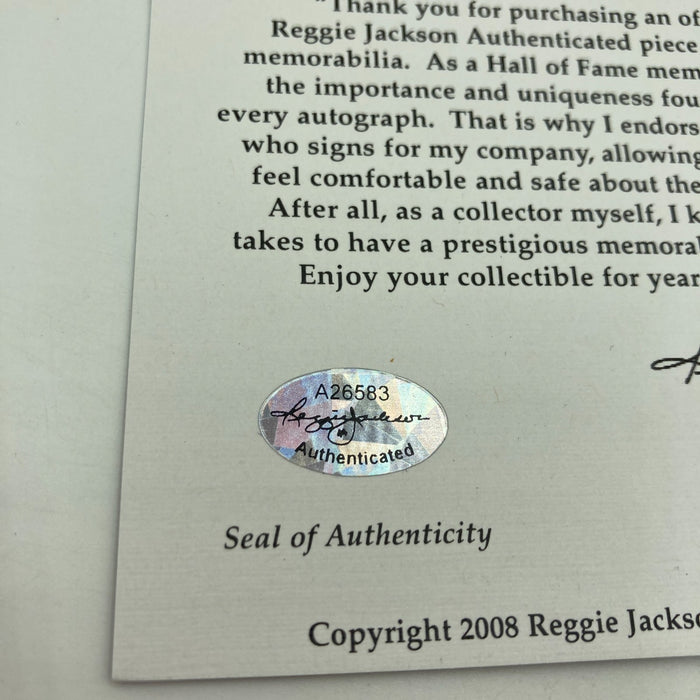 "Thank you for purchasing an of
Reggie Jackson Authenticated piece
memorabilia. As a Hall of Fame mem
the importance and uniqueness fou
every autograph. That is why I endors
who signs for my company, allowing
feel comfortable and safe about the
After all, as a collector myself, I k
takes to have a prestigious memora
Enjoy your collectible for year
A26583
Reggie Jackson
Authenticated
Seal of Authenticity
Copyright 2008 Reggie Jackso